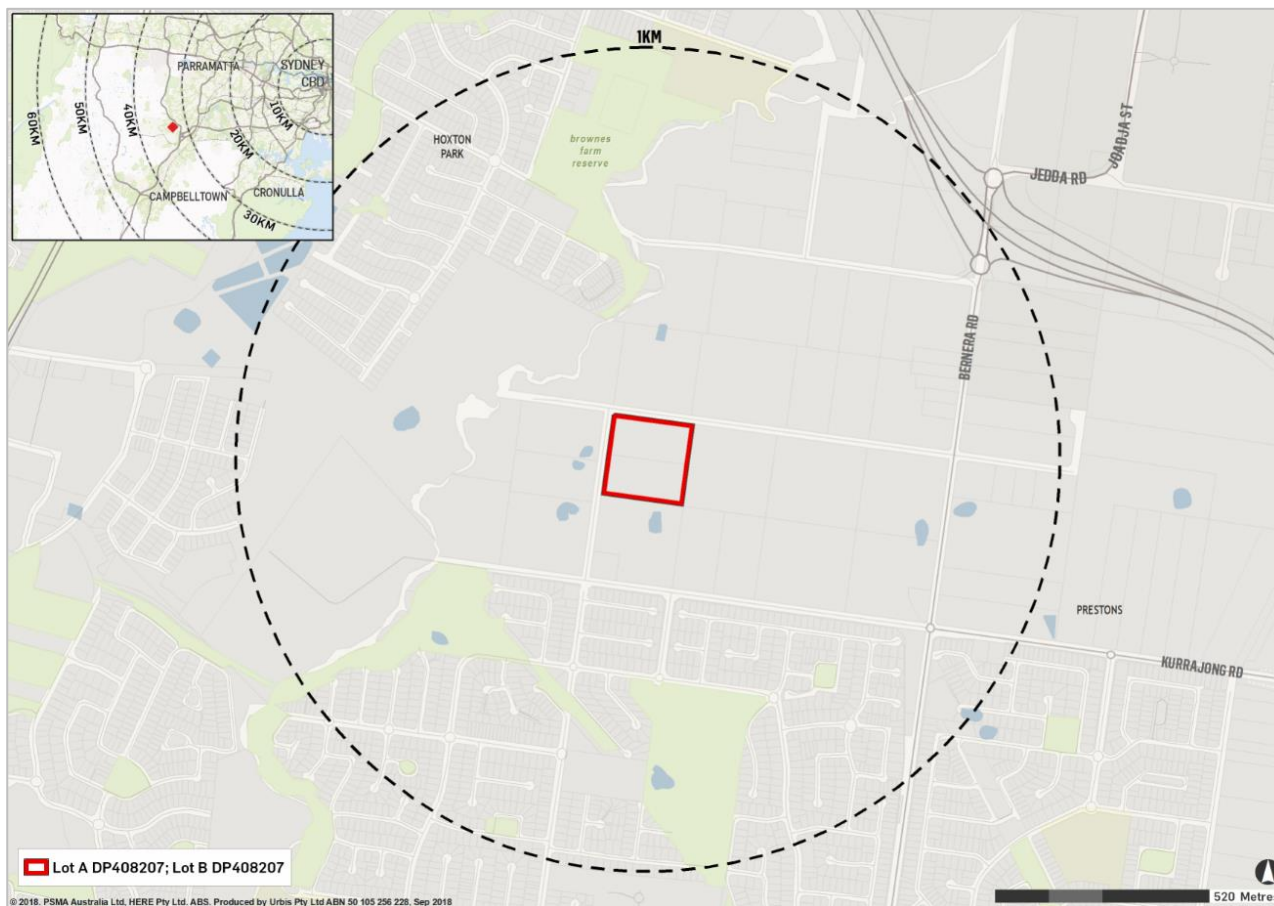 1KM
PARRAMATTA
SYDNEY
CBD
10KM
20KM
30KM
40KM
50KM
60KM
CAMPBELLTOWN
CRONULLA
HOXTON
PARK
brownes
farm
reserve
JEDDA RD
JOADJA ST
BERNERA RD
PRESTONS
KURRAJONG RD
Lot A DP408207; Lot B DP408207
520 Metres
© 2018. PSMA Australia Ltd, HERE Pty Ltd. ABS. Produced by Urbis Pty Ltd ABN 50 105 256 228, Sep 2018